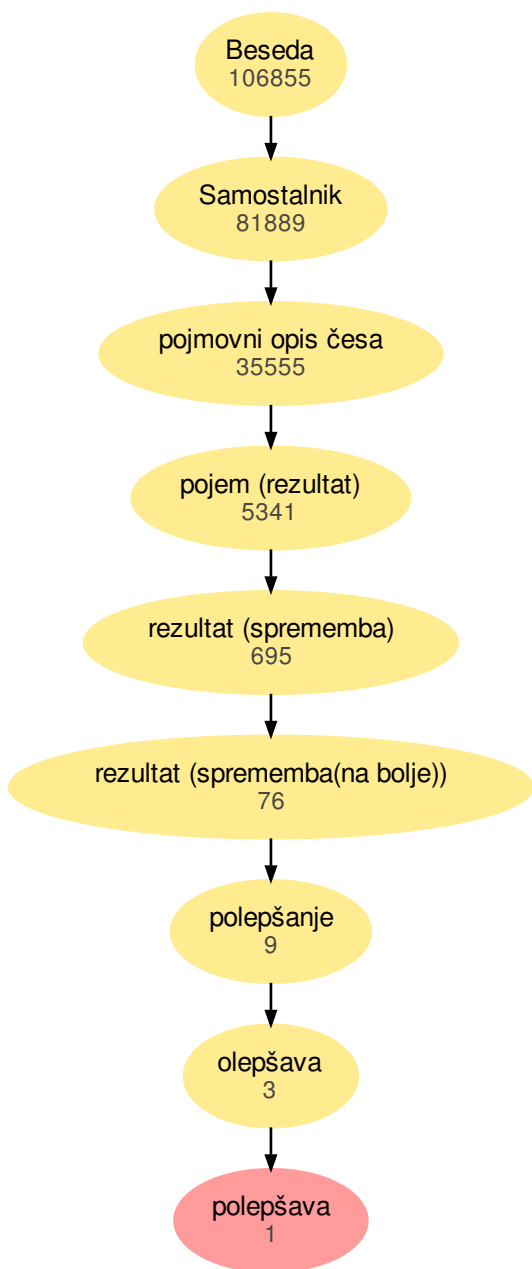 Beseda
106855
Samostalnik
81889
pojmovni opis česa
35555
pojem (rezultat)
5341
rezultat (sprememba)
695
rezultat (sprememba(na bolje))
76
polepšanje
9
olepšava
3
polepšava
1